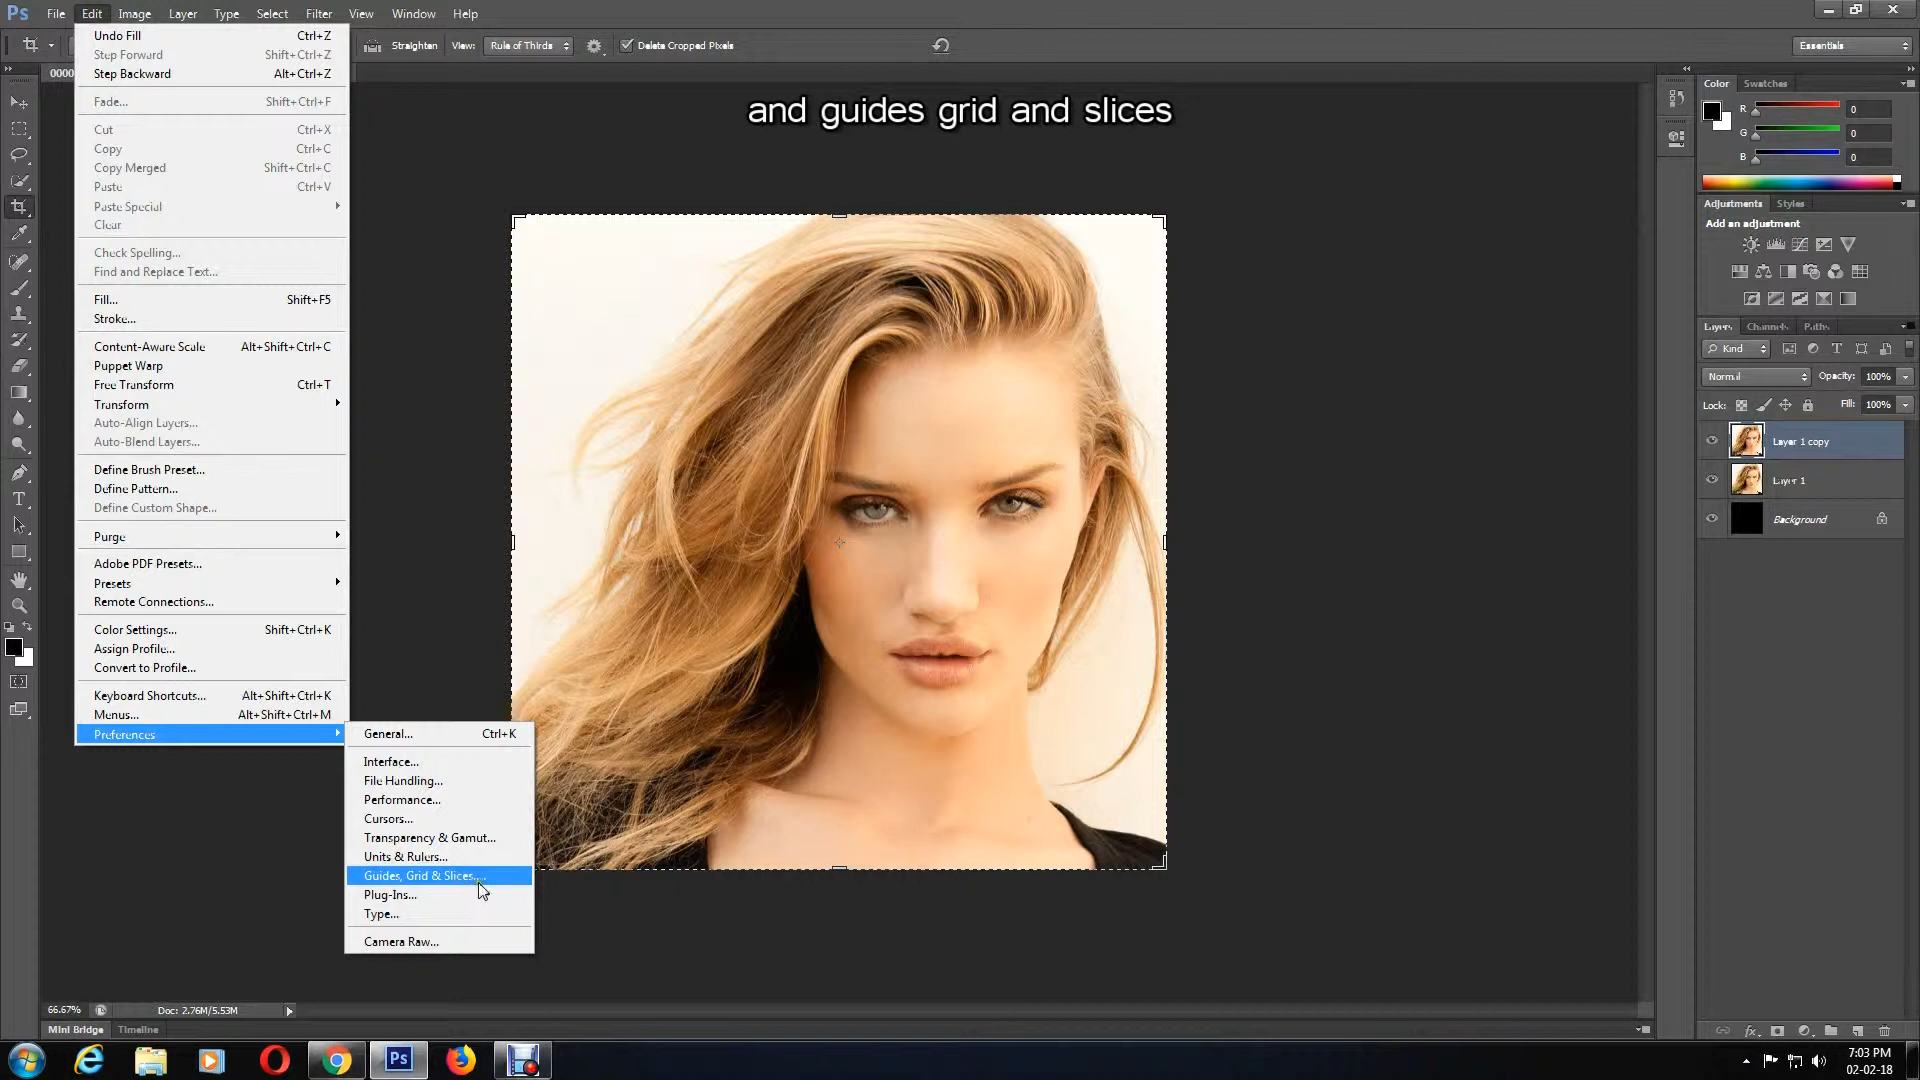 Ps File Edit Image Layer Type Select Filter View Window Help
Straighten View: Rule of Thirds Delete Cropped Pixels Essentials
0000
and guides grid and slices
Undo Fill Ctrl+Z
Step Forward Shift+Ctrl+Z
Step Backward Alt+Ctrl+Z
Fade... Shift+Ctrl+F
Cut Ctrl+X
Copy Ctrl+C
Copy Merged Shift+Ctrl+C
Paste Ctrl+V
Paste Special
Clear
Check Spelling...
Find and Replace Text...
Fill... Shift+F5
Stroke...
Content-Aware Scale Alt+Shift+Ctrl+C
Puppet Warp
Free Transform Ctrl+T
Transform
Auto-Align Layers...
Auto-Blend Layers...
Define Brush Preset...
Define Pattern...
Define Custom Shape...
Purge
Adobe PDF Presets...
Presets
Remote Connections...
Color Settings... Shift+Ctrl+K
Assign Profile...
Convert to Profile...
Keyboard Shortcuts... Alt+Shift+Ctrl+K
Menus... Alt+Shift+Ctrl+M
Preferences
General... Ctrl+K
Interface...
File Handling...
Performance...
Cursors...
Transparency & Gamut...
Units & Rulers...
Guides, Grid & Slices...
Plug-Ins...
Type...
Camera Raw...
Color Swatches
R 0
G 0
B 0
Adjustments Styles
Add an adjustment
Layers Channels Paths
Kind
Normal Opacity: 100%
Lock: Fill: 100%
Layer 1 copy
Layer 1
Background
66.67% Doc: 2.76M/5.53M
Mini Bridge Timeline
Ps
7:03 PM
02-02-18